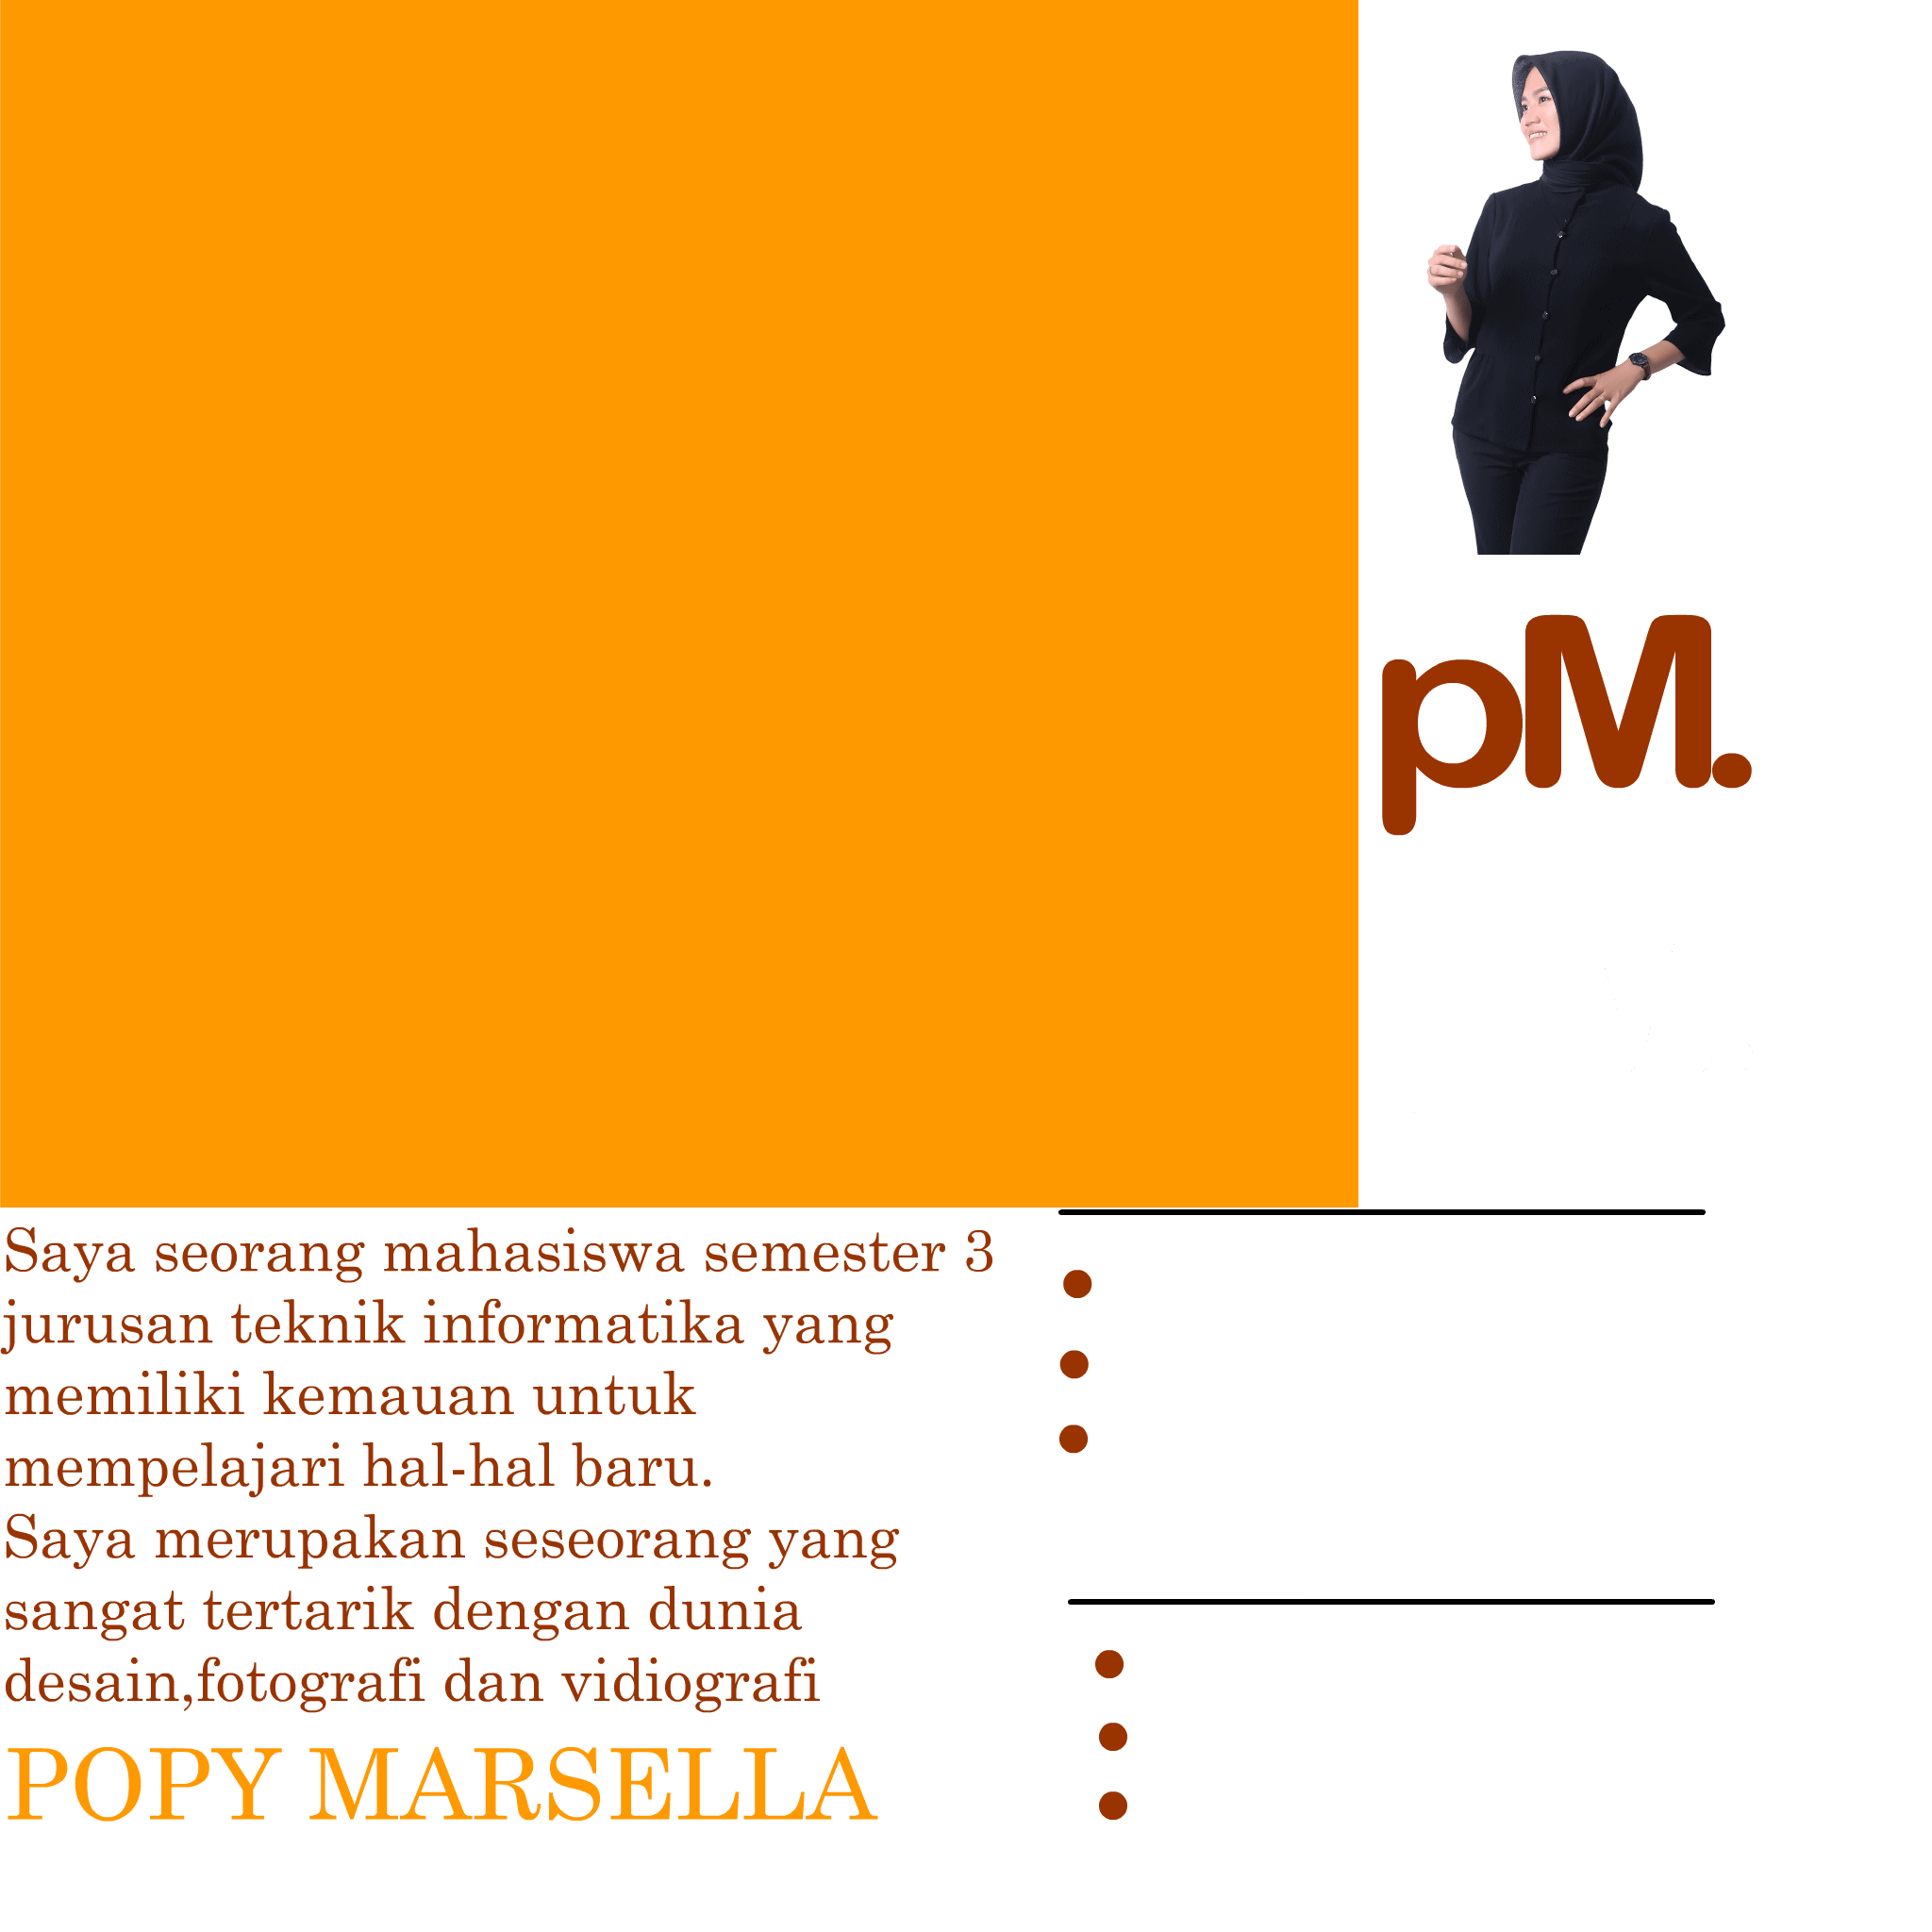 pM.
Saya seorang mahasiswa semester 3
jurusan teknik informatika yang
memiliki kemauan untuk
mempelajari hal-hal baru.
Saya merupakan seseorang yang
sangat tertarik dengan dunia
desain,fotografi dan vidiografi
POPY MARSELLA